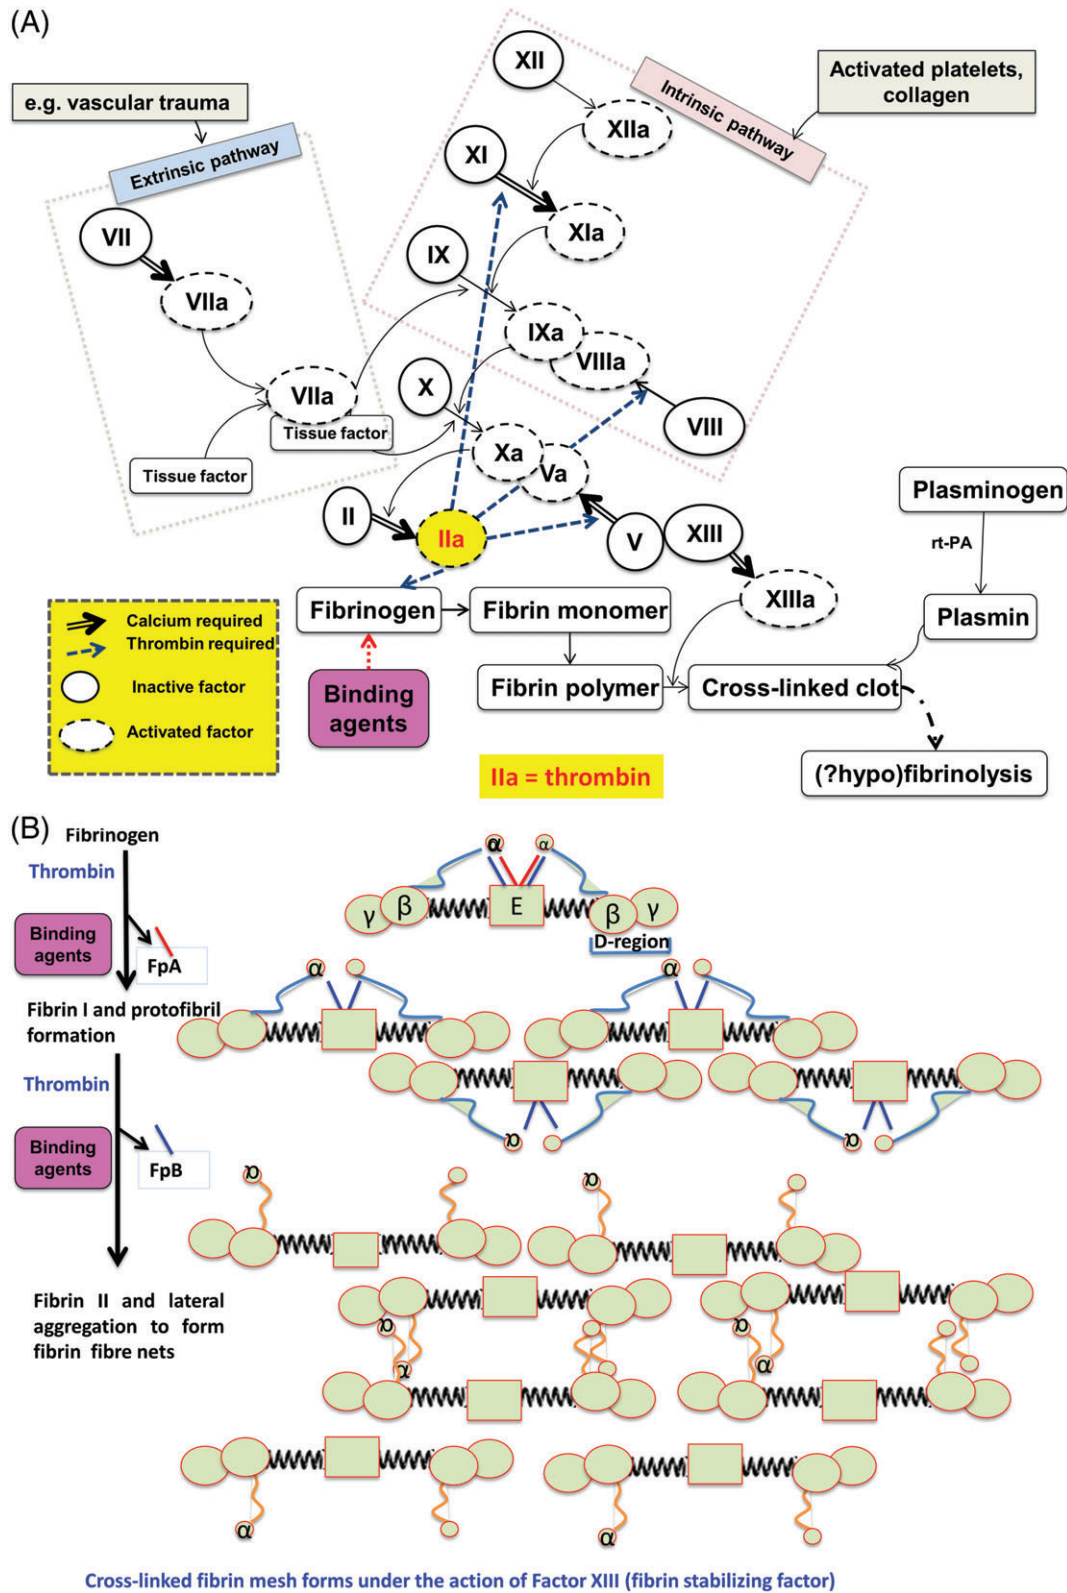 (A)
e.g. vascular trauma
Extrinsic pathway
Activated platelets,
collagen
Intrinsic pathway
XII
XIIa
XI
XIa
VII
VIIa
IX
IXa
VIIIa
VIII
VIIa
Tissue factor
Tissue factor
X
Xa
Va
V
II
IIa
XIII
XIIIa
Plasminogen
rt-PA
Plasmin
Fibrinogen
Fibrin monomer
Fibrin polymer
Cross-linked clot
(?hypo)fibrinolysis
Binding
agents
IIa = thrombin
Calcium required
Thrombin required
Inactive factor
Activated factor
(B)
Fibrinogen
Thrombin
Binding
agents
FpA
Fibrin I and protofibril
formation
Thrombin
Binding
agents
FpB
Fibrin II and lateral
aggregation to form
fibrin fibre nets
α
α
γ
β
E
β
γ
D-region
α
α
α
α
α
α
α
α
α
α
α
α
Cross-linked fibrin mesh forms under the action of Factor XIII (fibrin stabilizing factor)